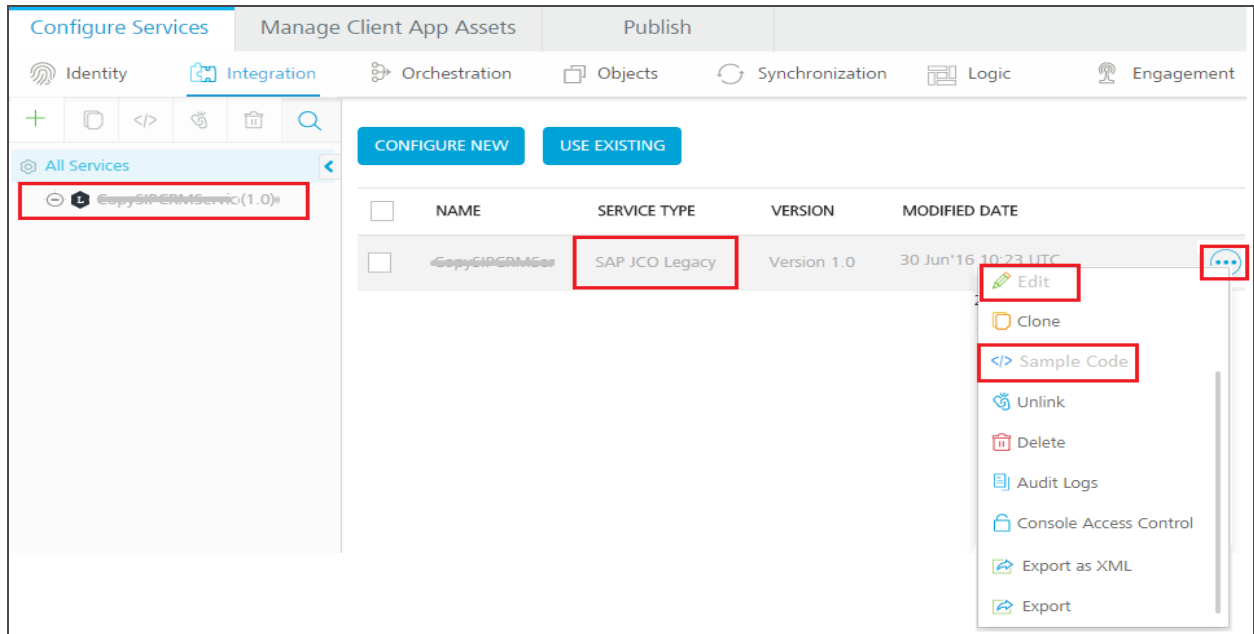 Configure Services Manage Client App Assets Publish
Identity Integration Orchestration Objects Synchronization Logic Engagement
CONFIGURE NEW USE EXISTING
All Services
CopySIPCRMServic(1.0)
NAME SERVICE TYPE VERSION MODIFIED DATE
CopySIPCRMSer SAP JCO Legacy Version 1.0 30 Jun'16 10:23 UTC
Edit
Clone
</> Sample Code
Unlink
Delete
Audit Logs
Console Access Control
Export as XML
Export